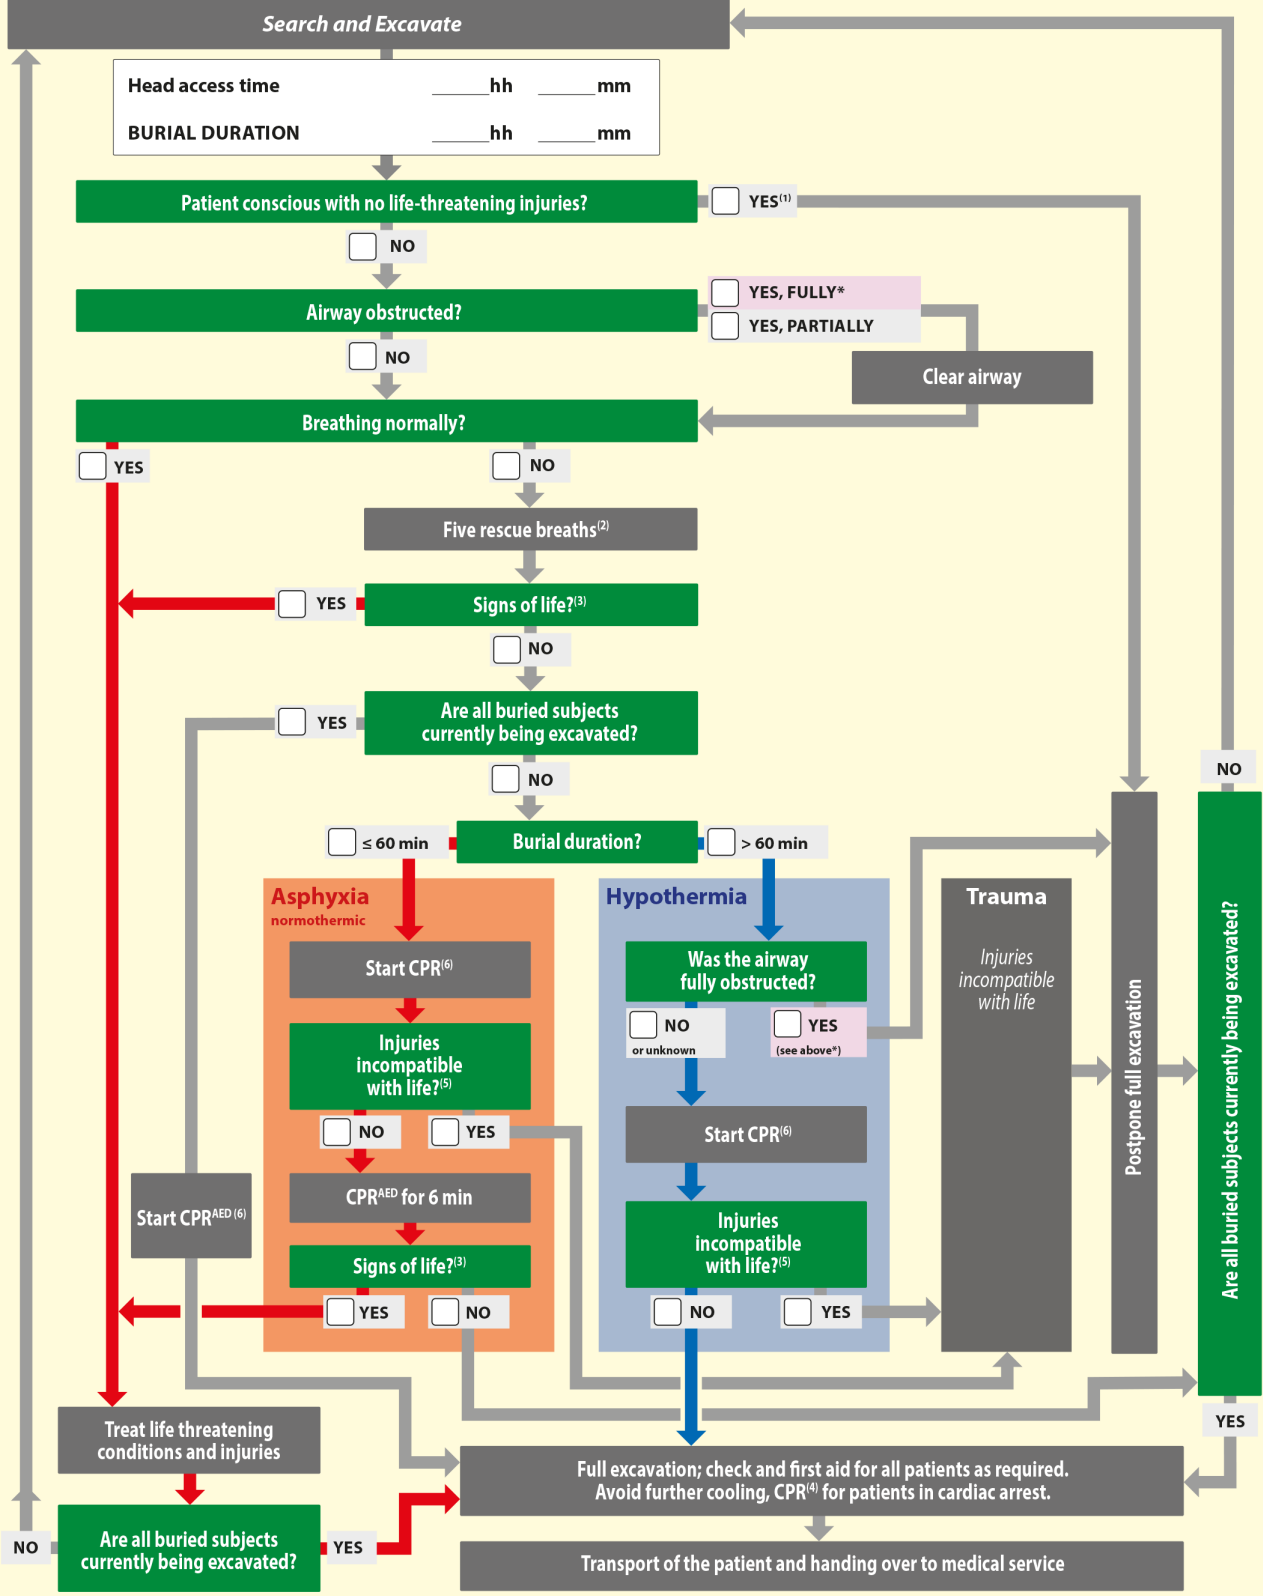 Search and Excavate
Head access time ______hh ______mm
BURIAL DURATION ______hh ______mm
Patient conscious with no life-threatening injuries?
YES(1)
NO
Airway obstructed?
YES, FULLY*
YES, PARTIALLY
NO
Clear airway
Breathing normally?
YES
NO
Five rescue breaths(2)
Signs of life?(3)
YES
NO
Are all buried subjects
currently being excavated?
YES
NO
Burial duration?
≤ 60 min
> 60 min
Asphyxia
normothermic
Start CPR(6)
Injuries
incompatible
with life?(5)
NO
YES
CPRAED for 6 min
Signs of life?(3)
YES
NO
Start CPRAED (6)
Hypothermia
Was the airway
fully obstructed?
NO
or unknown
YES
(see above*)
Start CPR(6)
Injuries
incompatible
with life?(5)
NO
YES
Trauma
Injuries
incompatible
with life
Postpone full excavation
NO
Are all buried subjects currently being excavated?
YES
Treat life threatening
conditions and injuries
Are all buried subjects
currently being excavated?
NO
YES
Full excavation; check and first aid for all patients as required.
Avoid further cooling, CPR(4) for patients in cardiac arrest.
Transport of the patient and handing over to medical service